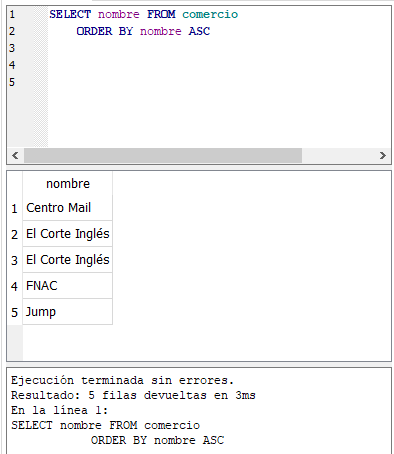 1 SELECT nombre FROM comercio
2 ORDER BY nombre ASC
3
4
5
nombre
1 Centro Mail
2 El Corte Inglés
3 El Corte Inglés
4 FNAC
5 Jump
Ejecución terminada sin errores.
Resultado: 5 filas devueltas en 3ms
En la línea 1:
SELECT nombre FROM comercio
ORDER BY nombre ASC